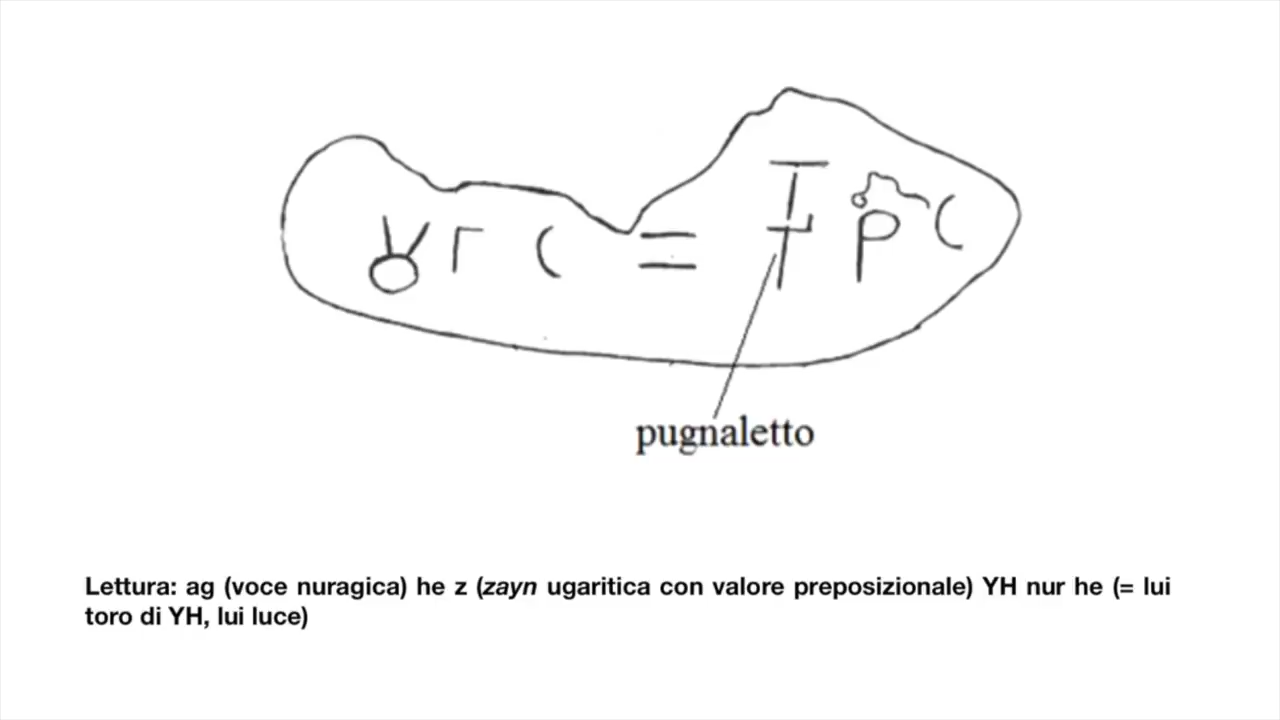 pugnaletto
Lettura: ag (voce nuragica) he z (zayn ugaritica con valore preposizionale) YH nur he (= lui
toro di YH, lui luce)